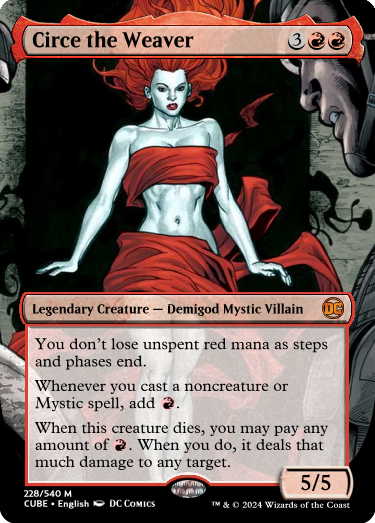 Circe the Weaver 3RR
Legendary Creature — Demigod Mystic Villain DC
You don't lose unspent red mana as steps
and phases end.
Whenever you cast a noncreature or
Mystic spell, add R.
When this creature dies, you may pay any
amount of R. When you do, it deals that
much damage to any target.
5/5
228/540 M
CUBE • English DC Comics
™ & © 2024 Wizards of the Coast